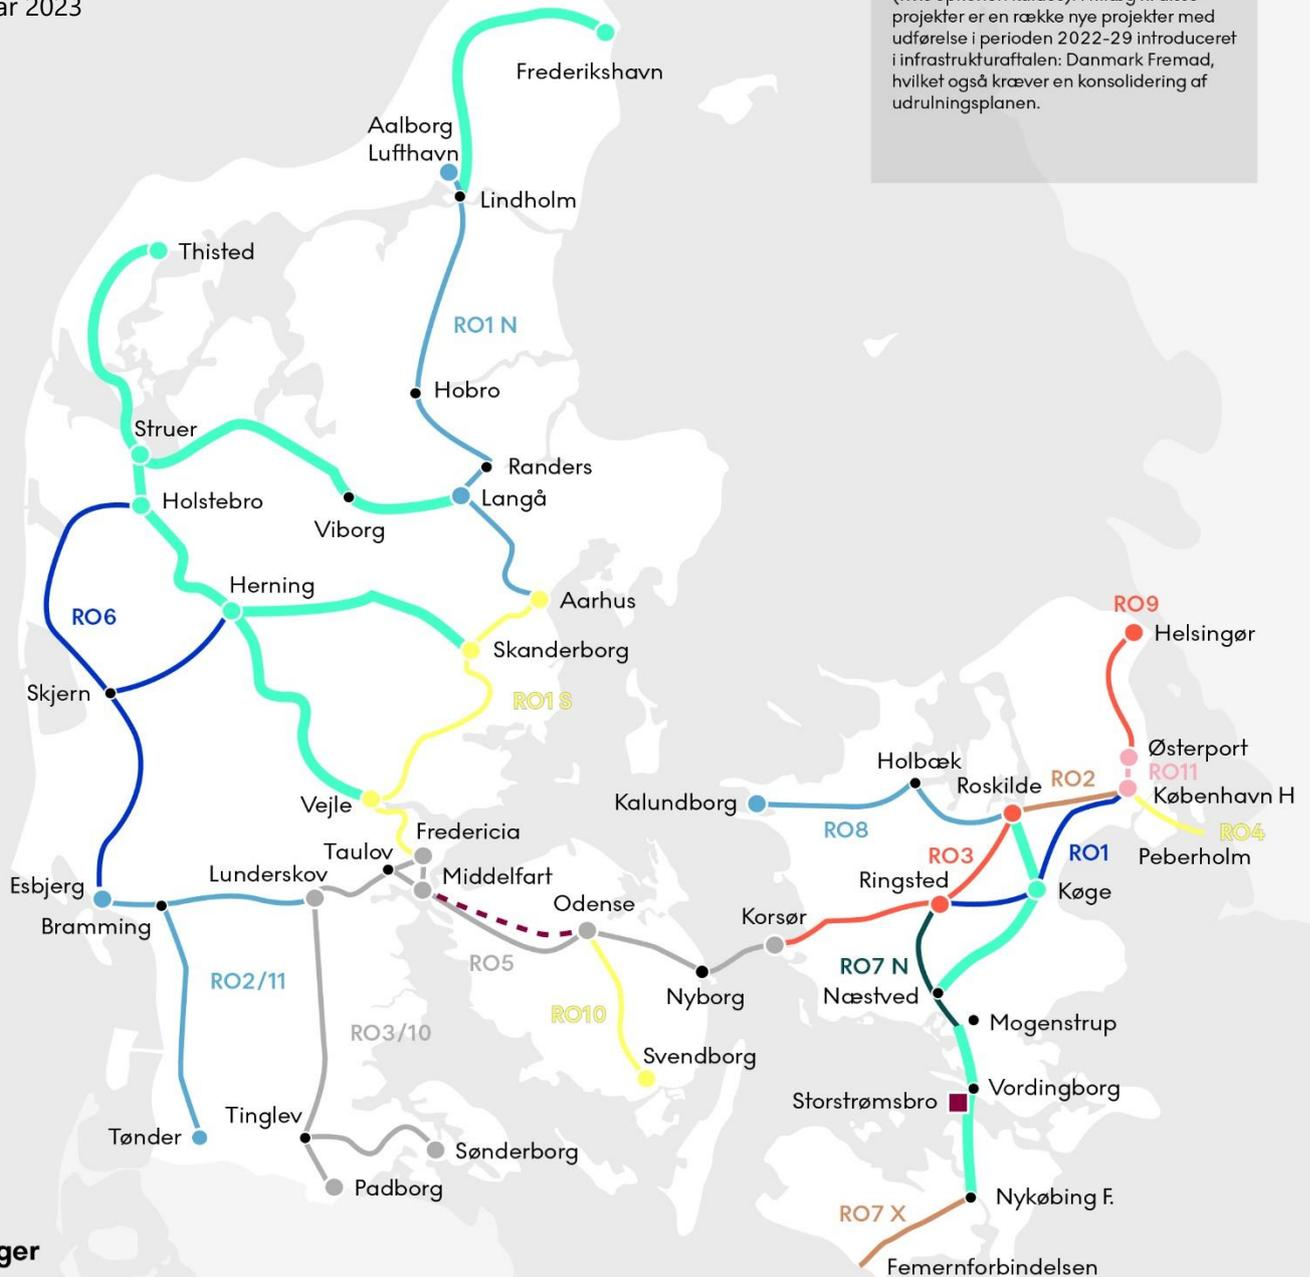 2023
projekter er en række nye projekter med
udførelse i perioden 2022-29 introduceret
i infrastrukturaftalen: Danmark Fremad,
hvilket også kræver en konsolidering af
udrulningsplanen.
Frederikshavn
Aalborg
Lufthavn
Lindholm
Thisted
RO1 N
Hobro
Struer
Randers
Holstebro
Langå
Viborg
Herning
Aarhus
RO6
Skanderborg
Skjern
RO1 S
Vejle
Fredericia
Taulov
Lunderskov
Middelfart
Esbjerg
Bramming
Odense
Korsør
RO5
RO2/11
Nyborg
RO10
RO3/10
Svendborg
Tinglev
Tønder
Sønderborg
Padborg
RO9
Helsingør
Østerport
RO11
København H
Holbæk
Roskilde
RO2
Kalundborg
RO8
RO4
Peberholm
RO3
RO1
Ringsted
Køge
RO7 N
Næstved
Mogenstrup
Vordingborg
Storstrømsbro
Nykøbing F.
RO7 X
Femernforbindelsen